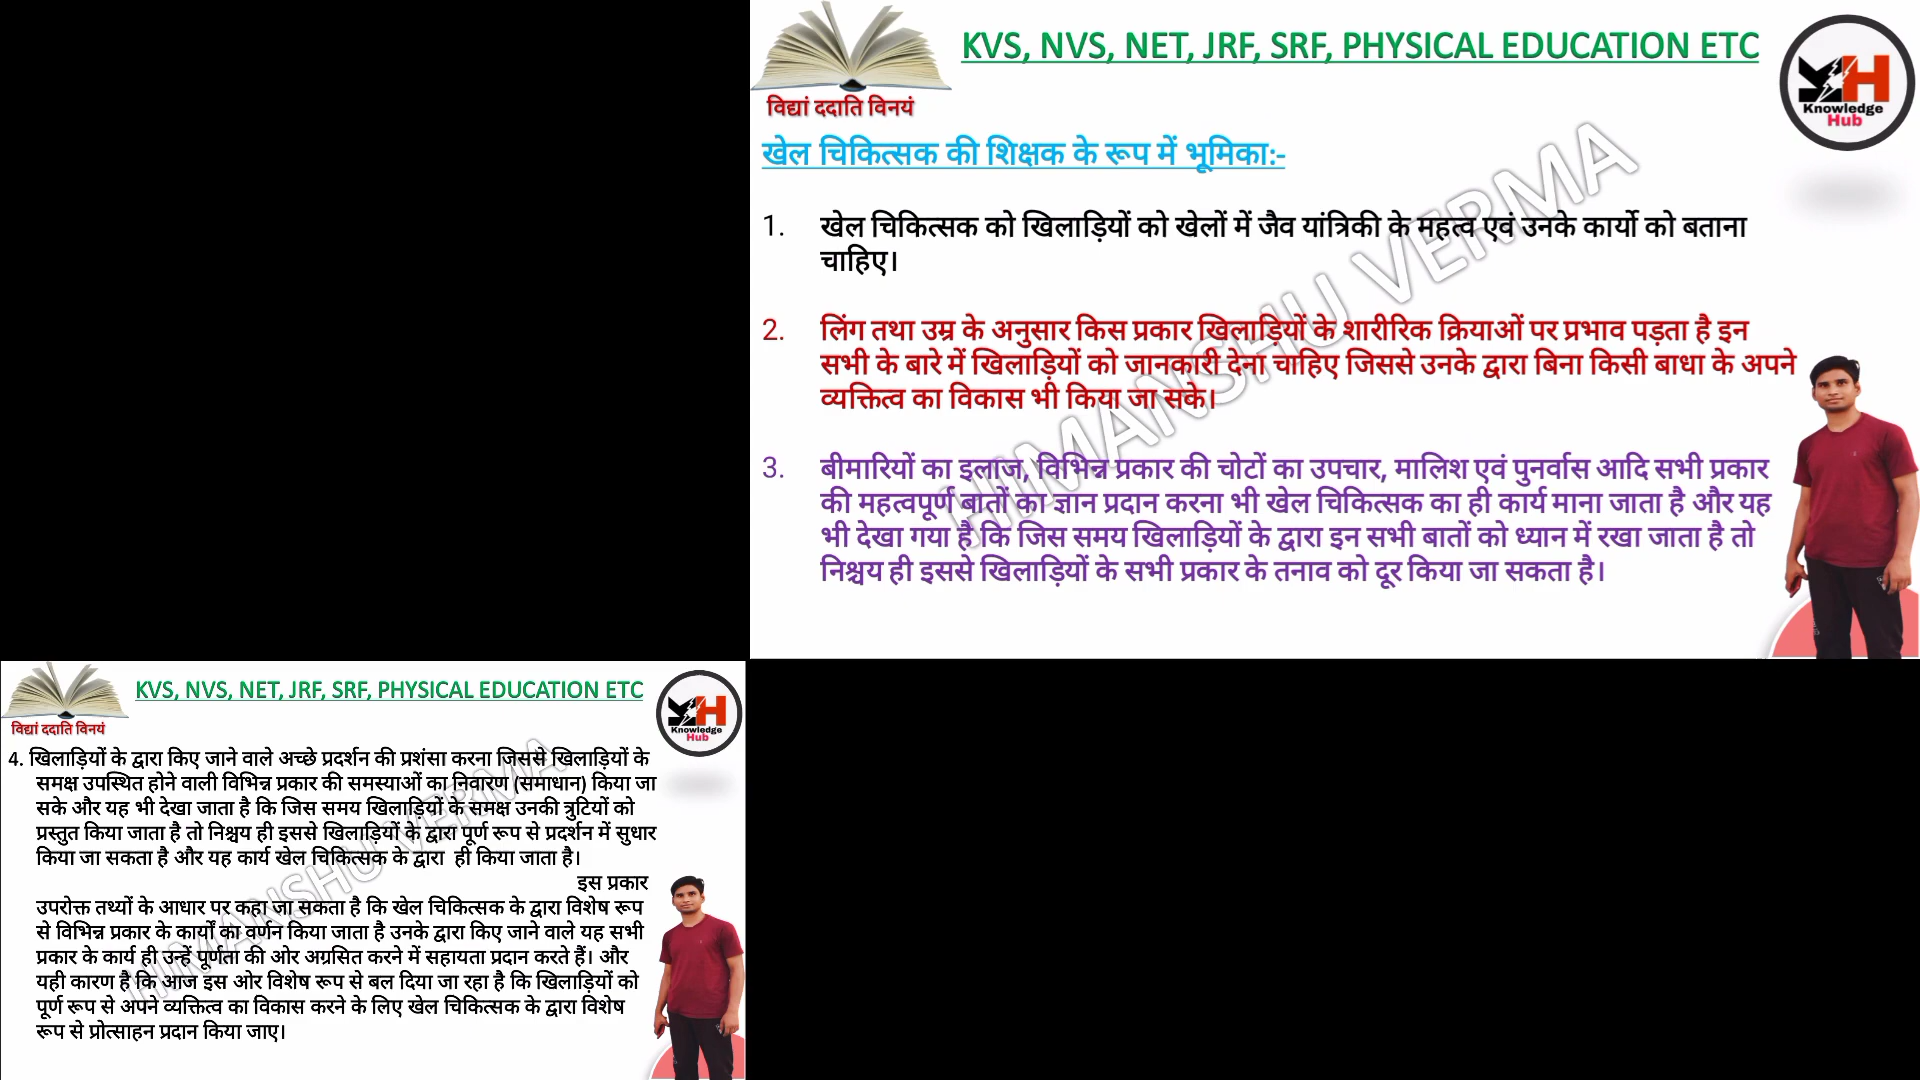 KVS, NVS, NET, JRF, SRF, PHYSICAL EDUCATION ETC
विद्यां ददाति विनयं
KH
Knowledge
Hub
खेल चिकित्सक की शिक्षक के रूप में भूमिका:-
1. खेल चिकित्सक को खिलाड़ियों को खेलों में जैव यांत्रिकी के महत्व एवं उनके कार्यो को बताना
चाहिए।
2. लिंग तथा उम्र के अनुसार किस प्रकार खिलाड़ियों के शारीरिक क्रियाओं पर प्रभाव पड़ता है इन
सभी के बारे में खिलाड़ियों को जानकारी देना चाहिए जिससे उनके द्वारा बिना किसी बाधा के अपने
व्यक्तित्व का विकास भी किया जा सके।
3. बीमारियों का इलाज, विभिन्न प्रकार की चोटों का उपचार, मालिश एवं पुनर्वास आदि सभी प्रकार
की महत्वपूर्ण बातों का ज्ञान प्रदान करना भी खेल चिकित्सक का ही कार्य माना जाता है और यह
भी देखा गया है कि जिस समय खिलाड़ियों के द्वारा इन सभी बातों को ध्यान में रखा जाता है तो
निश्चय ही इससे खिलाड़ियों के सभी प्रकार के तनाव को दूर किया जा सकता है।
HIMANSHU VERMA
KVS, NVS, NET, JRF, SRF, PHYSICAL EDUCATION ETC
विद्यां ददाति विनयं
KH
Knowledge
Hub
4. खिलाड़ियों के द्वारा किए जाने वाले अच्छे प्रदर्शन की प्रशंसा करना जिससे खिलाड़ियों के
समक्ष उपस्थित होने वाली विभिन्न प्रकार की समस्याओं का निवारण (समाधान) किया जा
सके और यह भी देखा जाता है कि जिस समय खिलाड़ियों के समक्ष उनकी त्रुटियों को
प्रस्तुत किया जाता है तो निश्चय ही इससे खिलाड़ियों के द्वारा पूर्ण रूप से प्रदर्शन में सुधार
किया जा सकता है और यह कार्य खेल चिकित्सक के द्वारा ही किया जाता है।
इस प्रकार
उपरोक्त तथ्यों के आधार पर कहा जा सकता है कि खेल चिकित्सक के द्वारा विशेष रूप
से विभिन्न प्रकार के कार्यों का वर्णन किया जाता है उनके द्वारा किए जाने वाले यह सभी
प्रकार के कार्य ही उन्हें पूर्णता की ओर अग्रसित करने में सहायता प्रदान करते हैं। और
यही कारण है कि आज इस ओर विशेष रूप से बल दिया जा रहा है कि खिलाड़ियों को
पूर्ण रूप से अपने व्यक्तित्व का विकास करने के लिए खेल चिकित्सक के द्वारा विशेष
रूप से प्रोत्साहन प्रदान किया जाए।
HIMANSHU VERMA